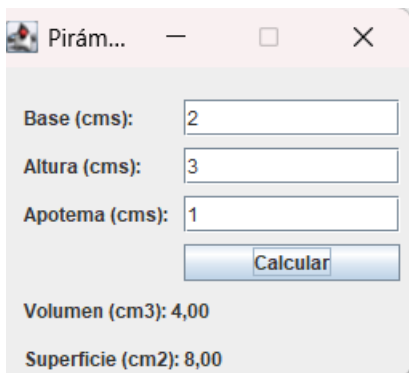 Pirám...
Base (cms): 2
Altura (cms): 3
Apotema (cms): 1
Calcular
Volumen (cm3): 4,00
Superficie (cm2): 8,00